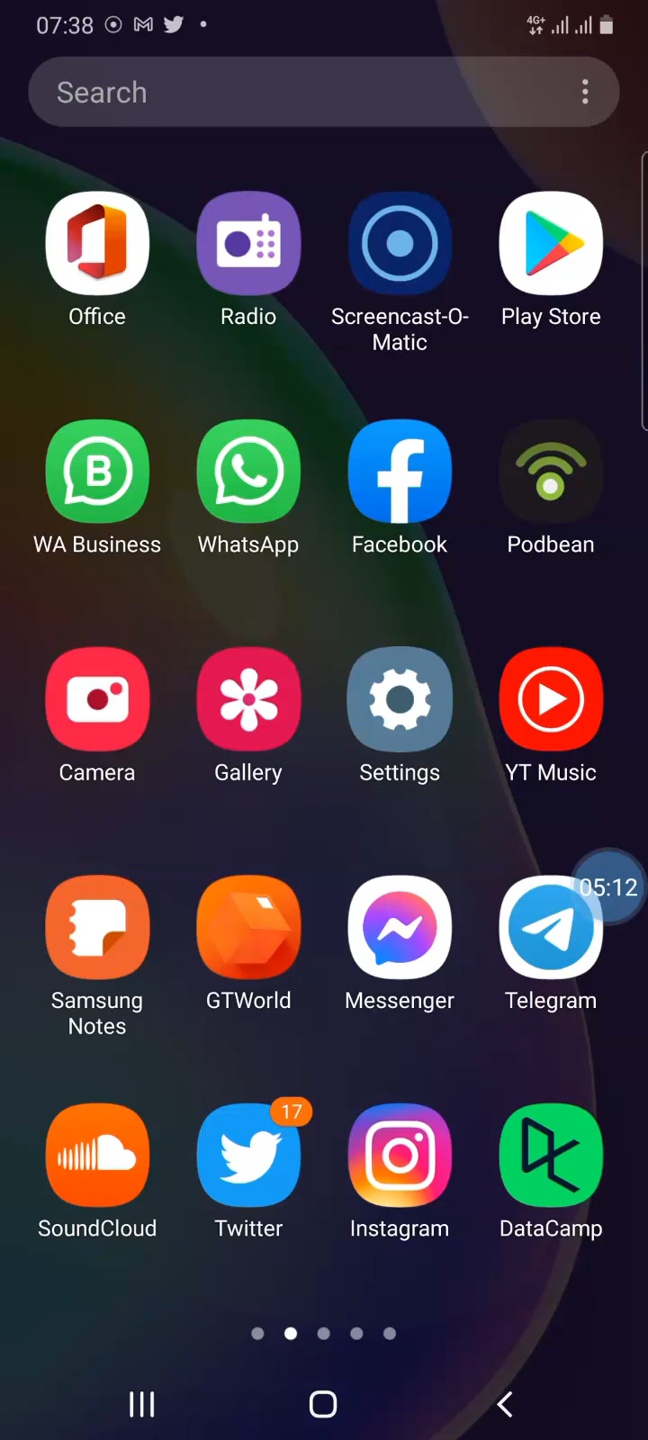 07:38
4G+
Search
Office
Radio
Screencast-O-
Matic
Play Store
B
WA Business
WhatsApp
Facebook
Podbean
Camera
Gallery
Settings
YT Music
05:12
Samsung
Notes
GTWorld
Messenger
Telegram
17
SoundCloud
Twitter
Instagram
DataCamp